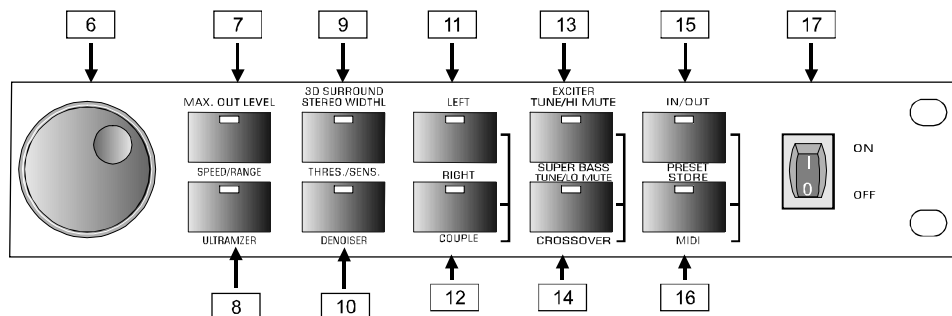 6 7 9 11 13 15 17
3D SURROUND EXCITER
MAX. OUT LEVEL STEREO WIDTHL LEFT TUNE/HI MUTE IN/OUT
ON
SPEED/RANGE THRES./SENS. RIGHT SUPER BASS PRESET
TUNE/LO MUTE STORE
I
0
OFF
ULTRAMZER DENOISER COUPLE CROSSOVER MIDI
8 10 12 14 16